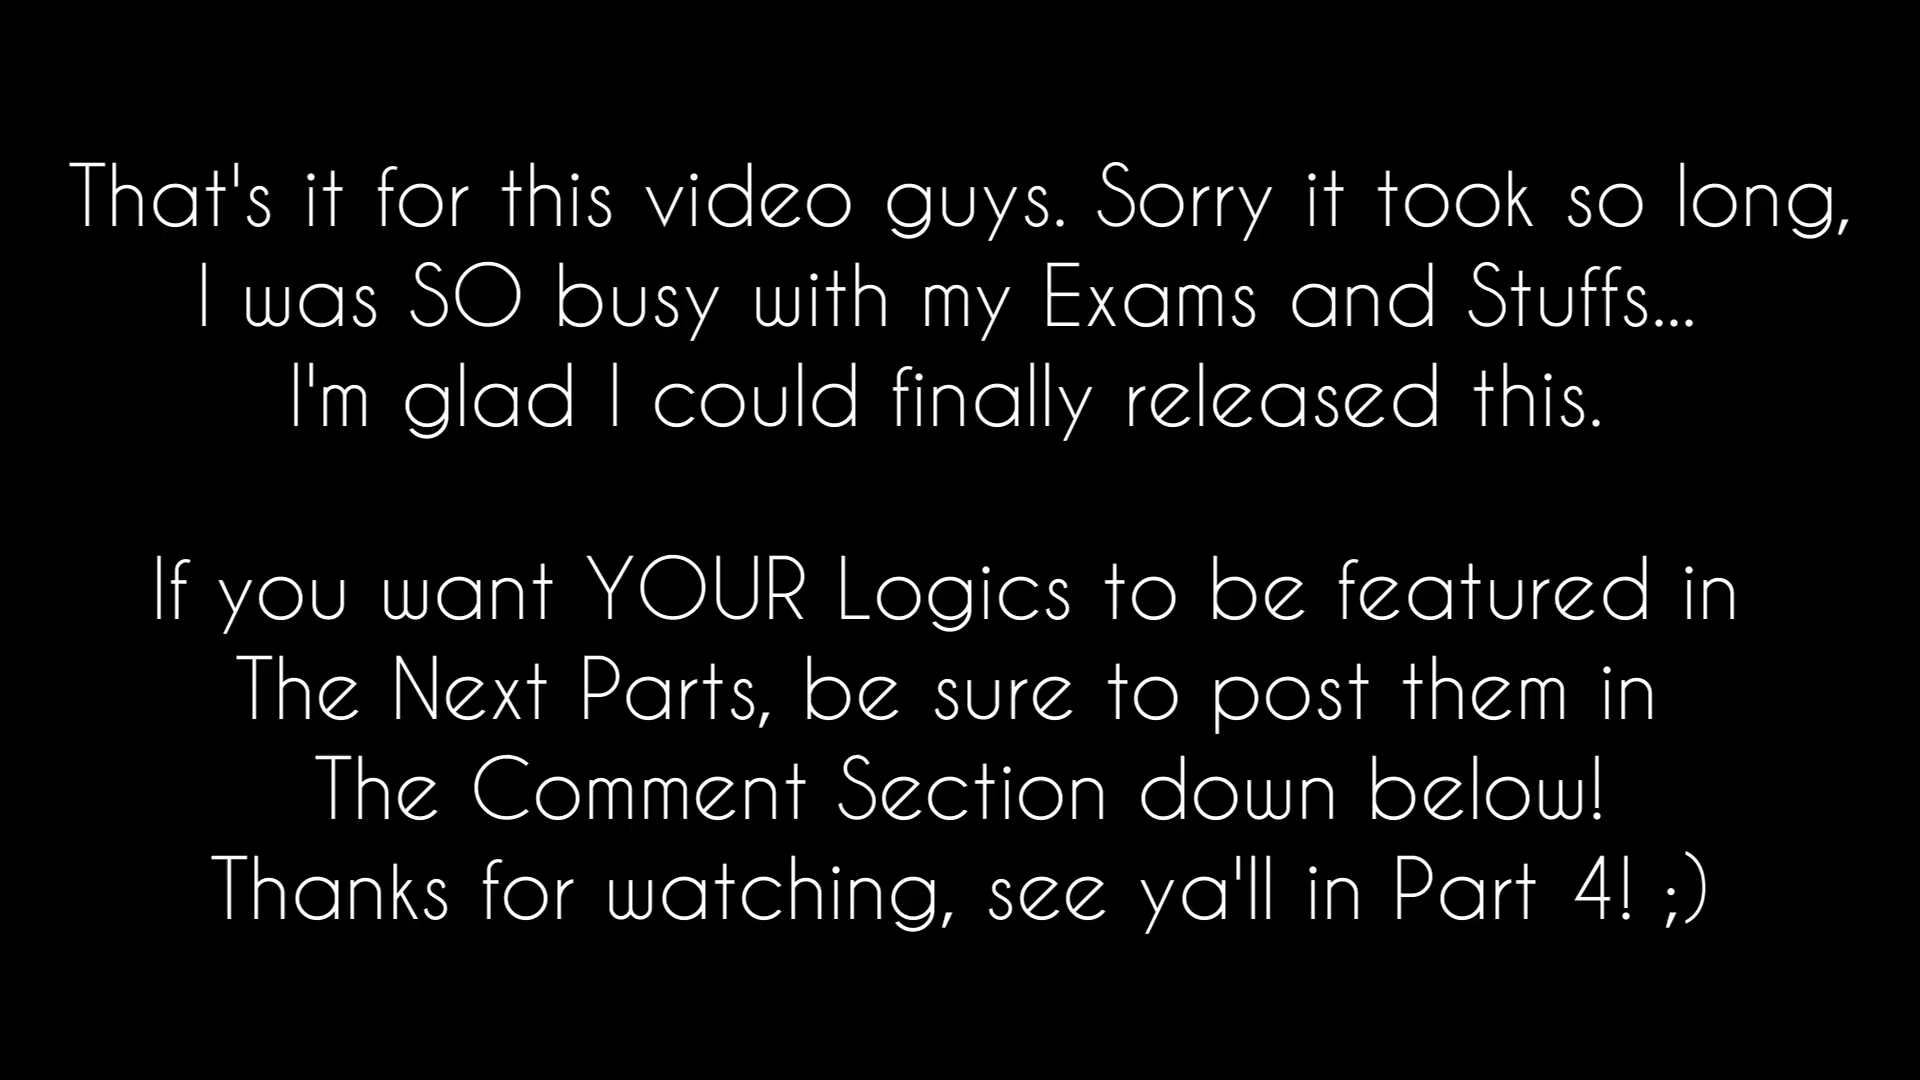 That's it for this video guys. Sorry it took so long,
I was SO busy with my Exams and Stuffs...
I'm glad I could finally released this.
If you want YOUR Logics to be featured in
The Next Parts, be sure to post them in
The Comment Section down below!
Thanks for watching, see ya'll in Part 4! ;)